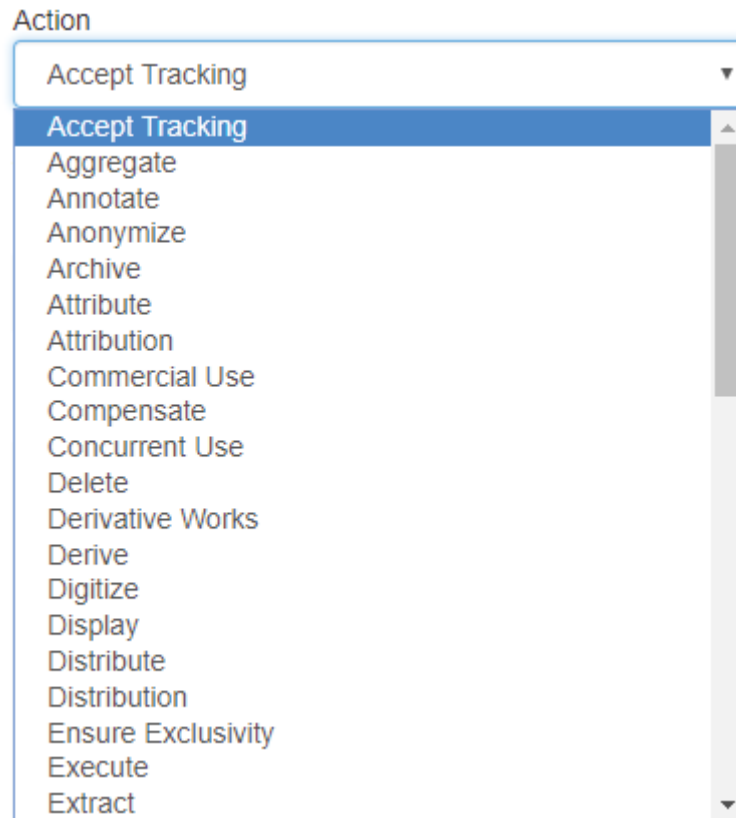 Action
Accept Tracking
Accept Tracking
Aggregate
Annotate
Anonymize
Archive
Attribute
Attribution
Commercial Use
Compensate
Concurrent Use
Delete
Derivative Works
Derive
Digitize
Display
Distribute
Distribution
Ensure Exclusivity
Execute
Extract